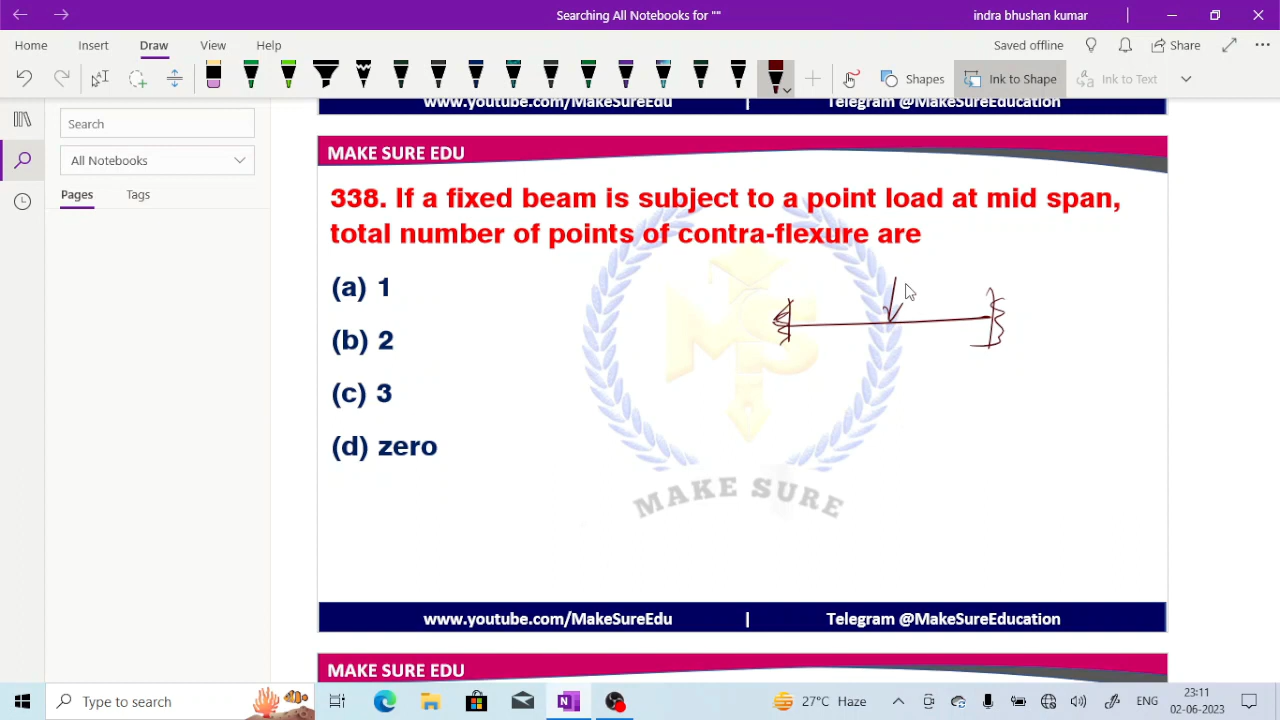 Searching All Notebooks for ""
indra bhushan kumar
Home Insert Draw View Help
Saved offline
Share
Shapes
Ink to Shape
Ink to Text
www.youtube.com/MakeSureEdu | Telegram @MakeSureEducation
Search
All Notebooks
Pages Tags
MAKE SURE EDU
338. If a fixed beam is subject to a point load at mid span,
total number of points of contra-flexure are
(a) 1
(b) 2
(c) 3
(d) zero
MAKE SURE
www.youtube.com/MakeSureEdu | Telegram @MakeSureEducation
MAKE SURE EDU
Type to search
27°C Haze
ENG
23:11
02-06-2023